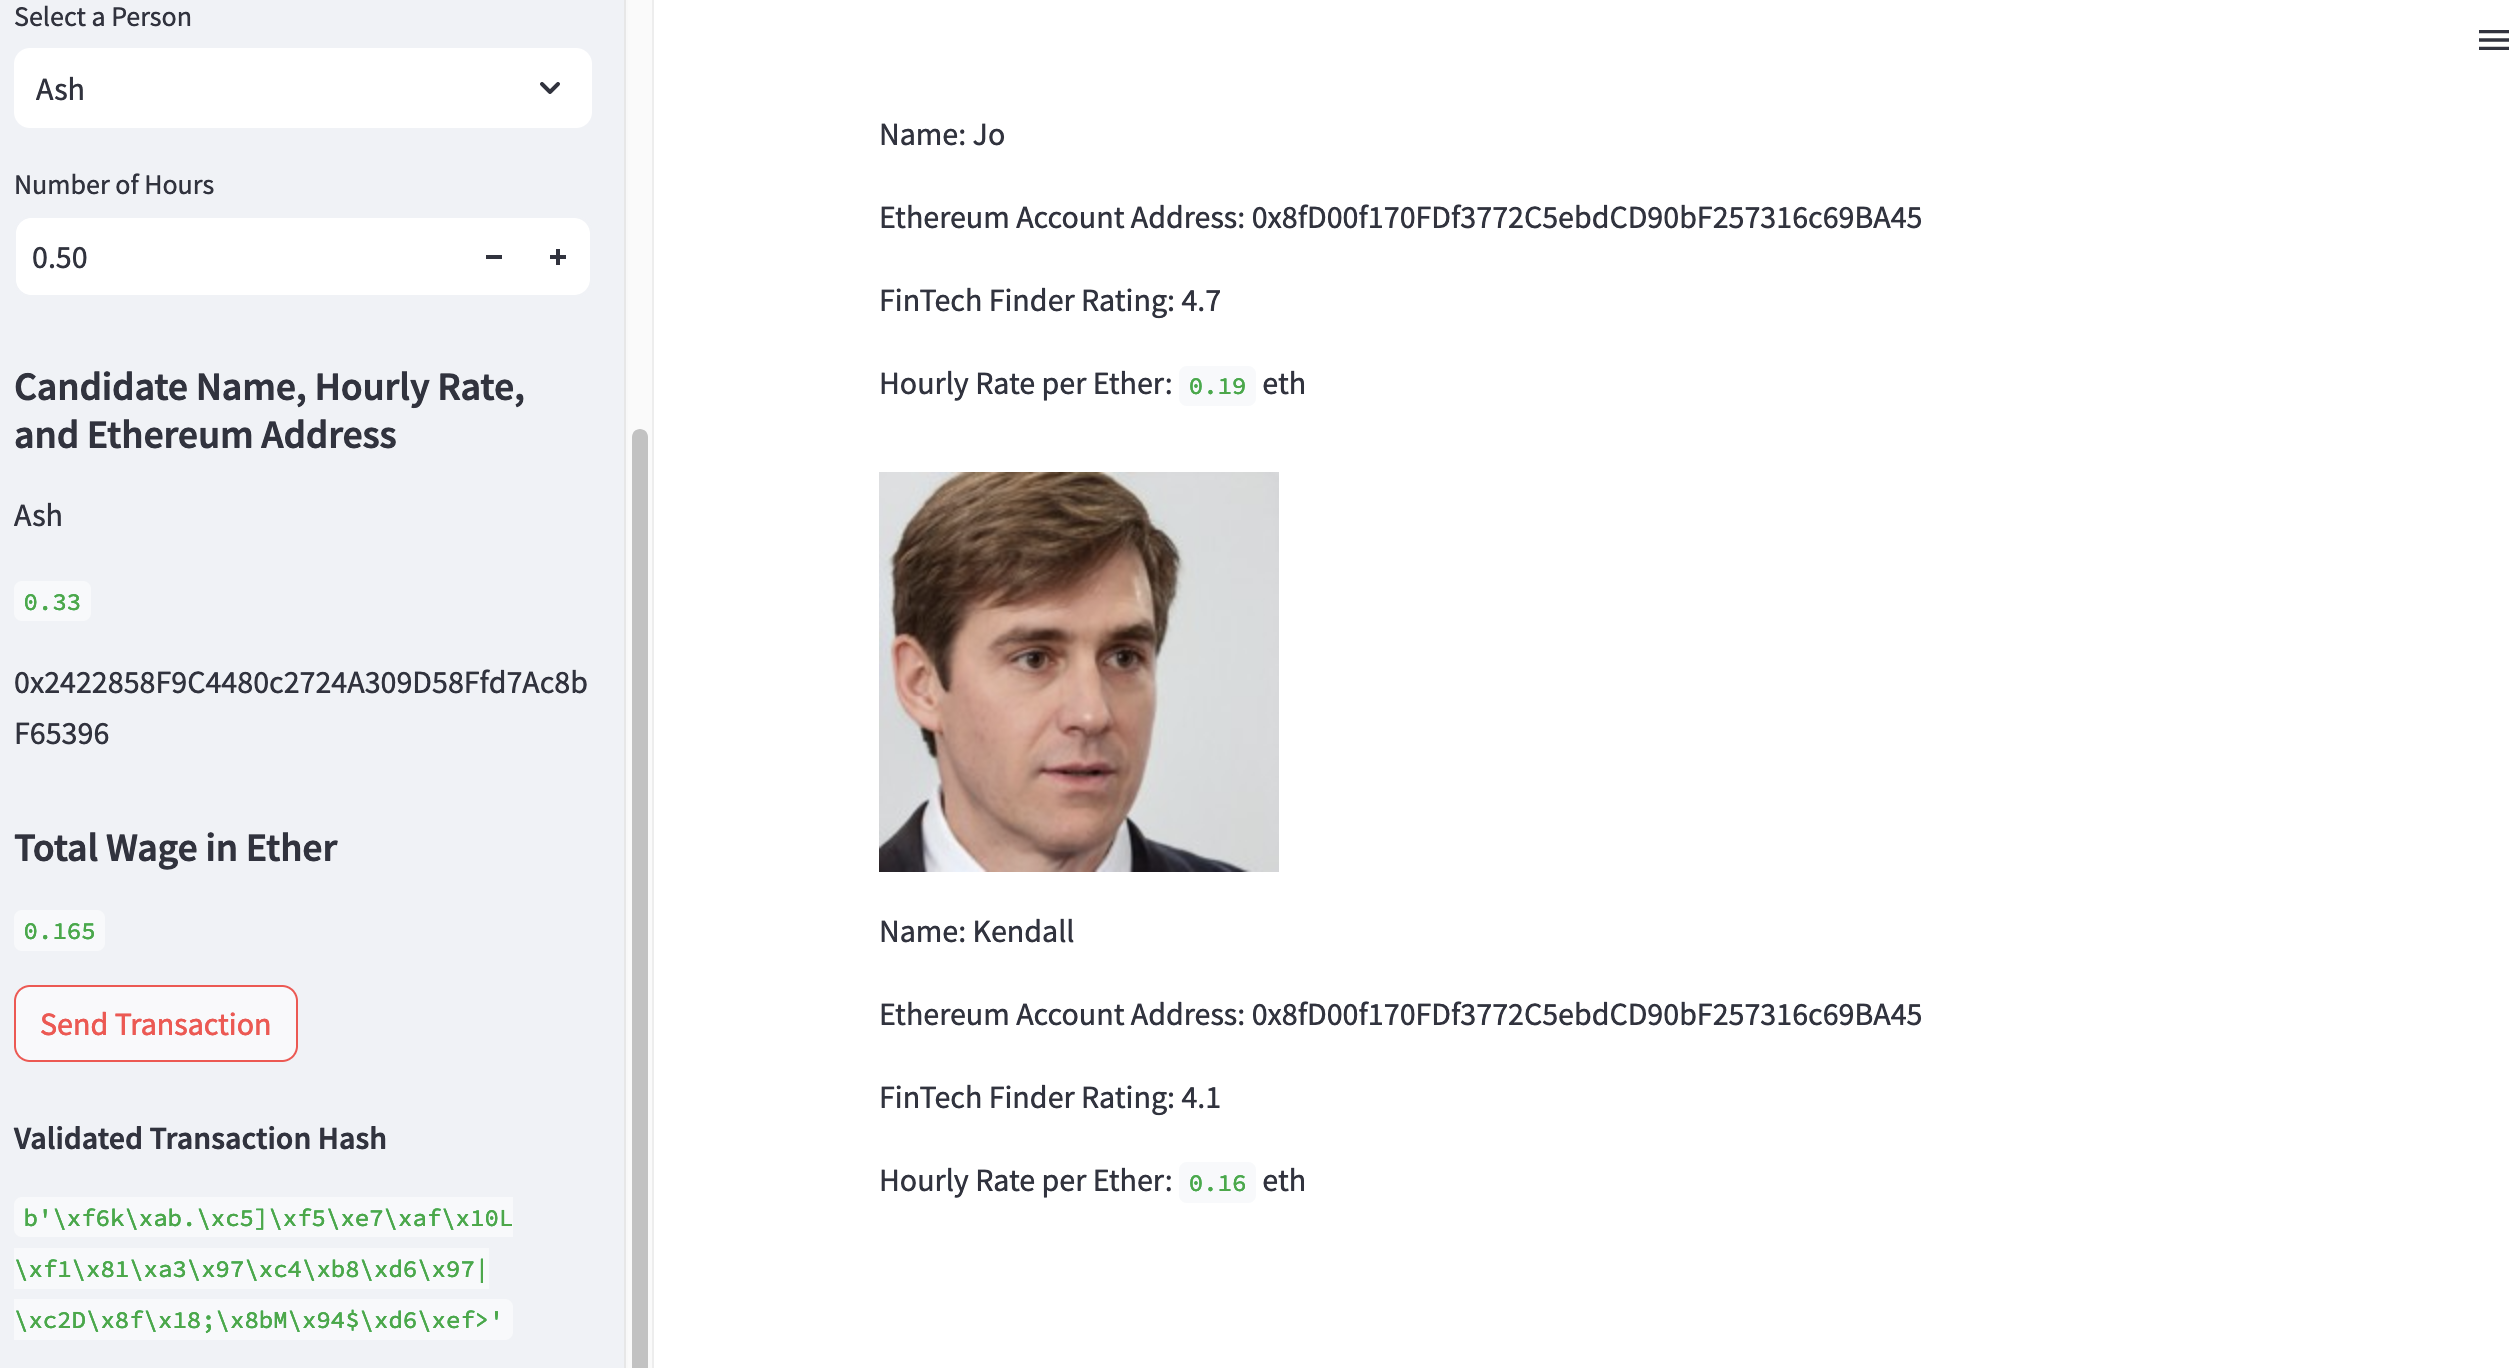 Select a Person
Ash
Number of Hours
0.50
Candidate Name, Hourly Rate,
and Ethereum Address
Ash
0.33
0x2422858F9C4480c2724A309D58Ffd7Ac8b
F65396
Total Wage in Ether
0.165
Send Transaction
Validated Transaction Hash
b'\xf6k\xab.\xc5]\xf5\xe7\xaf\x10L
\xf1\x81\xa3\x97\xc4\xb8\xd6\x97|
\xc2D\x8f\x18;\x8bM\x94$\xd6\xef>'
Name: Jo
Ethereum Account Address: 0x8fD00f170FDf3772C5ebdCD90bF257316c69BA45
FinTech Finder Rating: 4.7
Hourly Rate per Ether: 0.19 eth
Name: Kendall
Ethereum Account Address: 0x8fD00f170FDf3772C5ebdCD90bF257316c69BA45
FinTech Finder Rating: 4.1
Hourly Rate per Ether: 0.16 eth